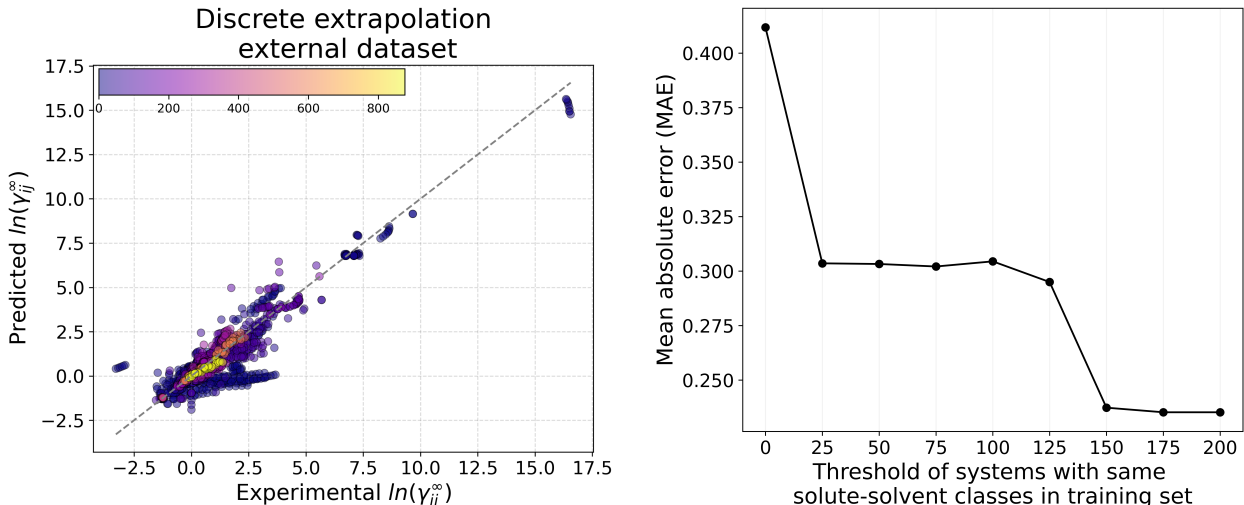 Discrete extrapolation
external dataset
17.5
15.0
12.5
10.0
7.5
5.0
2.5
0.0
−2.5
0 200 400 600 800
Predicted ln(γ∞ij)
−2.5 0.0 2.5 5.0 7.5 10.0 12.5 15.0 17.5
Experimental ln(γ∞ij)
0.400
0.375
0.350
0.325
0.300
0.275
0.250
Mean absolute error (MAE)
0 25 50 75 100 125 150 175 200
Threshold of systems with same
solute-solvent classes in training set